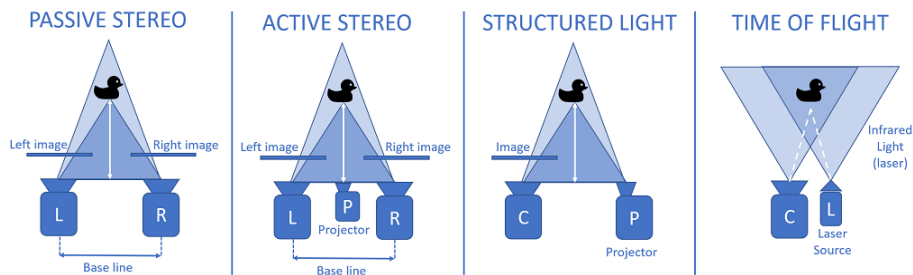 PASSIVE STEREO
Left image
Right image
L
R
Base line
ACTIVE STEREO
Left image
Right image
L
P
R
Projector
Base line
STRUCTURED LIGHT
Image
C
P
Projector
TIME OF FLIGHT
Infrared
Light
(laser)
C
L
Laser
Source